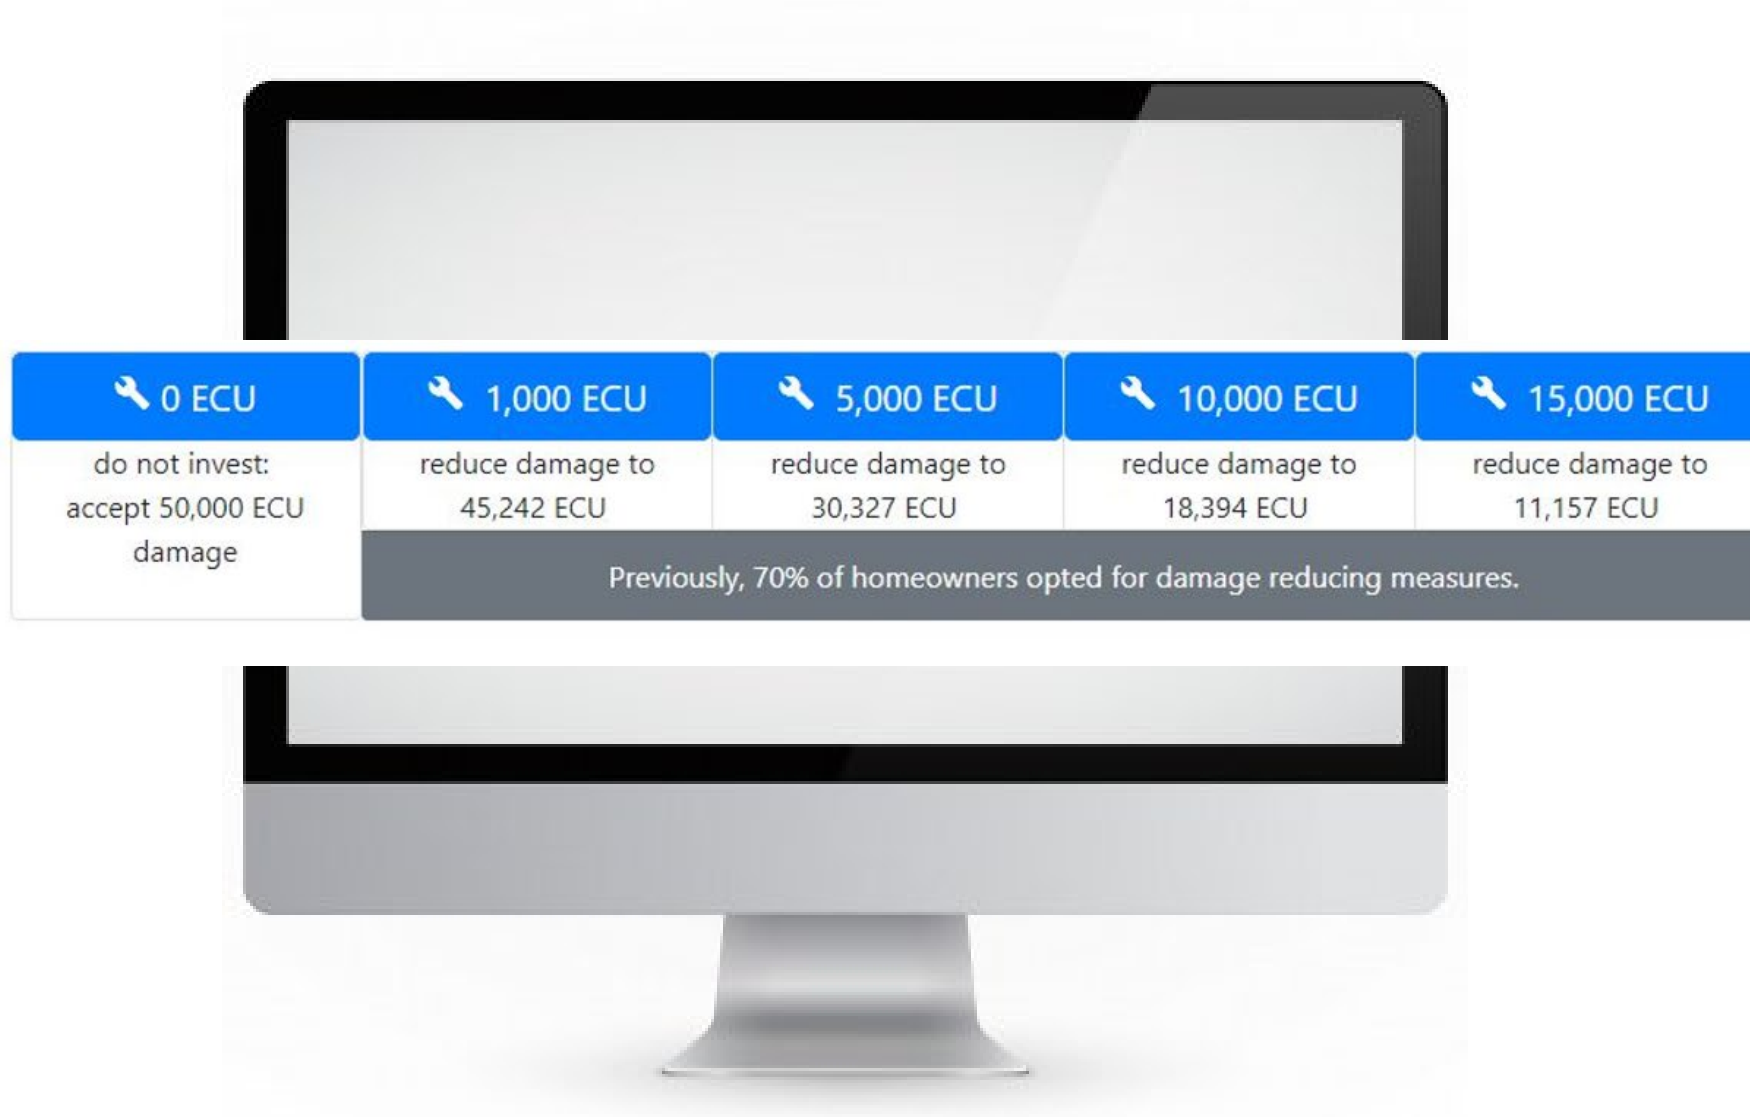 0 ECU
do not invest:
accept 50,000 ECU
damage
1,000 ECU
reduce damage to
45,242 ECU
5,000 ECU
reduce damage to
30,327 ECU
10,000 ECU
reduce damage to
18,394 ECU
15,000 ECU
reduce damage to
11,157 ECU
Previously, 70% of homeowners opted for damage reducing measures.